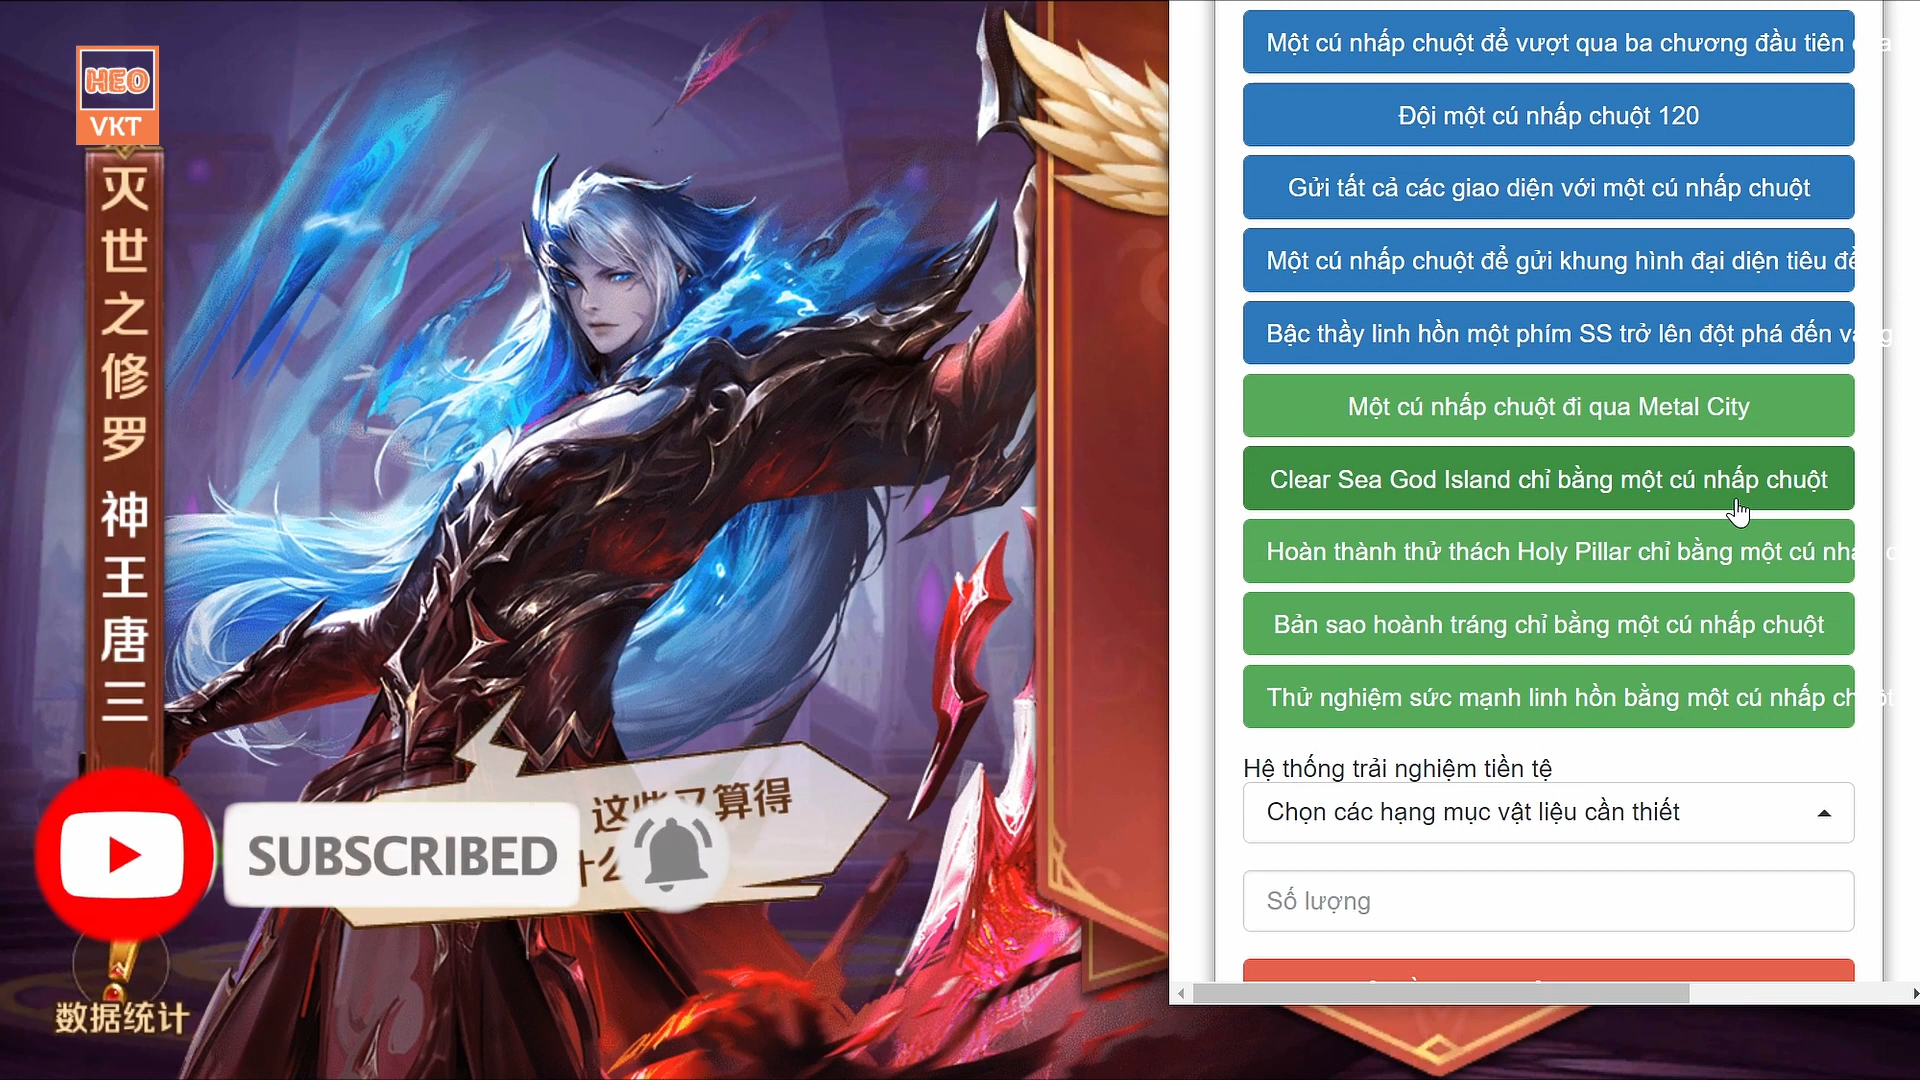 HEO
VKT
灭世之修罗 神王唐三
这些又算得
什么
SUBSCRIBED
数据统计
Một cú nhấp chuột để vượt qua ba chương đầu tiên
Đội một cú nhấp chuột 120
Gửi tất cả các giao diện với một cú nhấp chuột
Một cú nhấp chuột để gửi khung hình đại diện tiêu đề
Bậc thầy linh hồn một phím SS trở lên đột phá đến
Một cú nhấp chuột đi qua Metal City
Clear Sea God Island chỉ bằng một cú nhấp chuột
Hoàn thành thử thách Holy Pillar chỉ bằng một cú
Bản sao hoành tráng chỉ bằng một cú nhấp chuột
Thử nghiệm sức mạnh linh hồn bằng một cú nhấp chuột
Hệ thống trải nghiệm tiền tệ
Chọn các hạng mục vật liệu cần thiết
Số lượng